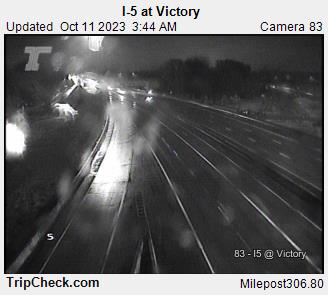 I-5 at Victory
Updated Oct 11 2023 3:44 AM Camera 83
T
S
83 - I5 @ Victory
TripCheck.com Milepost306.80